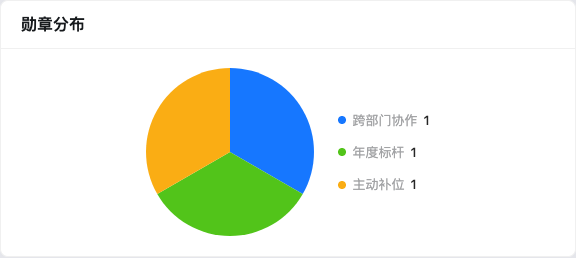 勋章分布
跨部门协作 1
年度标杆 1
主动补位 1